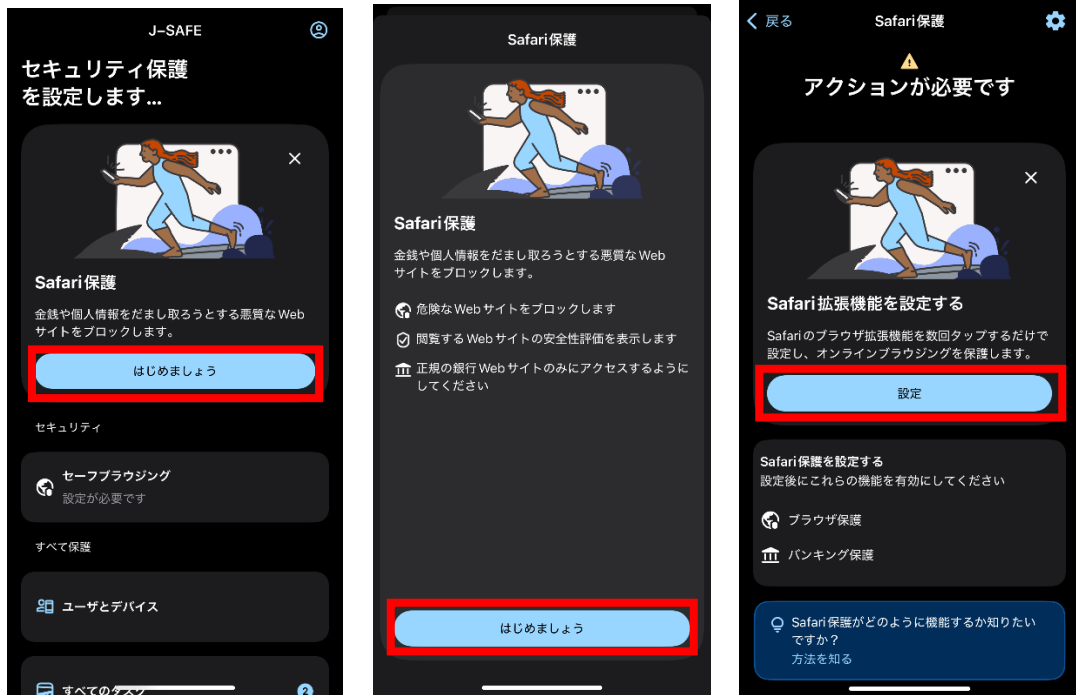 J-SAFE
セキュリティ保護
を設定します...
Safari保護
金銭や個人情報をだまし取ろうとする悪質なWeb
サイトをブロックします。
はじめましょう
セキュリティ
セーフブラウジング
設定が必要です
すべて保護
ユーザとデバイス
すべてのタスク
2
Safari保護
Safari保護
金銭や個人情報をだまし取ろうとする悪質なWeb
サイトをブロックします。
危険なWebサイトをブロックします
閲覧するWebサイトの安全性評価を表示します
正規の銀行Webサイトのみにアクセスするように
してください
はじめましょう
戻る
Safari保護
アクションが必要です
Safari拡張機能を設定する
Safariのブラウザ拡張機能を数回タップするだけで
設定し、オンラインブラウジングを保護します。
設定
Safari保護を設定する
設定後にこれらの機能を有効にしてください
ブラウザ保護
バンキング保護
Safari保護がどのように機能するか知りたい
ですか？
方法を知る